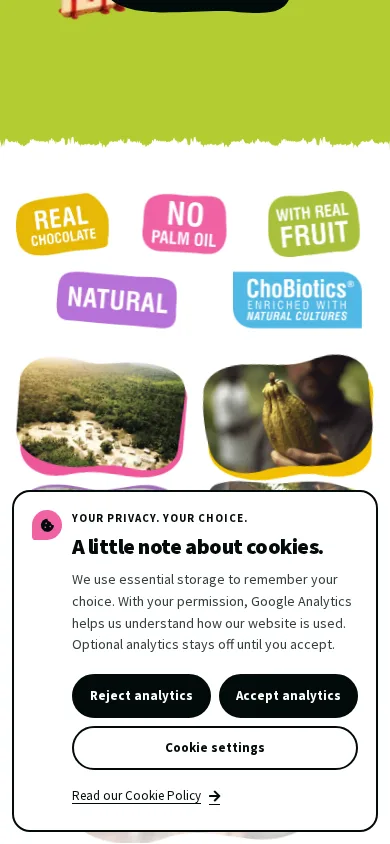 REAL
CHOCOLATE
NO
PALM OIL
WITH REAL
FRUIT
NATURAL
ChoBiotics®
ENRICHED WITH
NATURAL CULTURES
YOUR PRIVACY. YOUR CHOICE.
A little note about cookies.
We use essential storage to remember your
choice. With your permission, Google Analytics
helps us understand how our website is used.
Optional analytics stays off until you accept.
Reject analytics
Accept analytics
Cookie settings
Read our Cookie Policy →